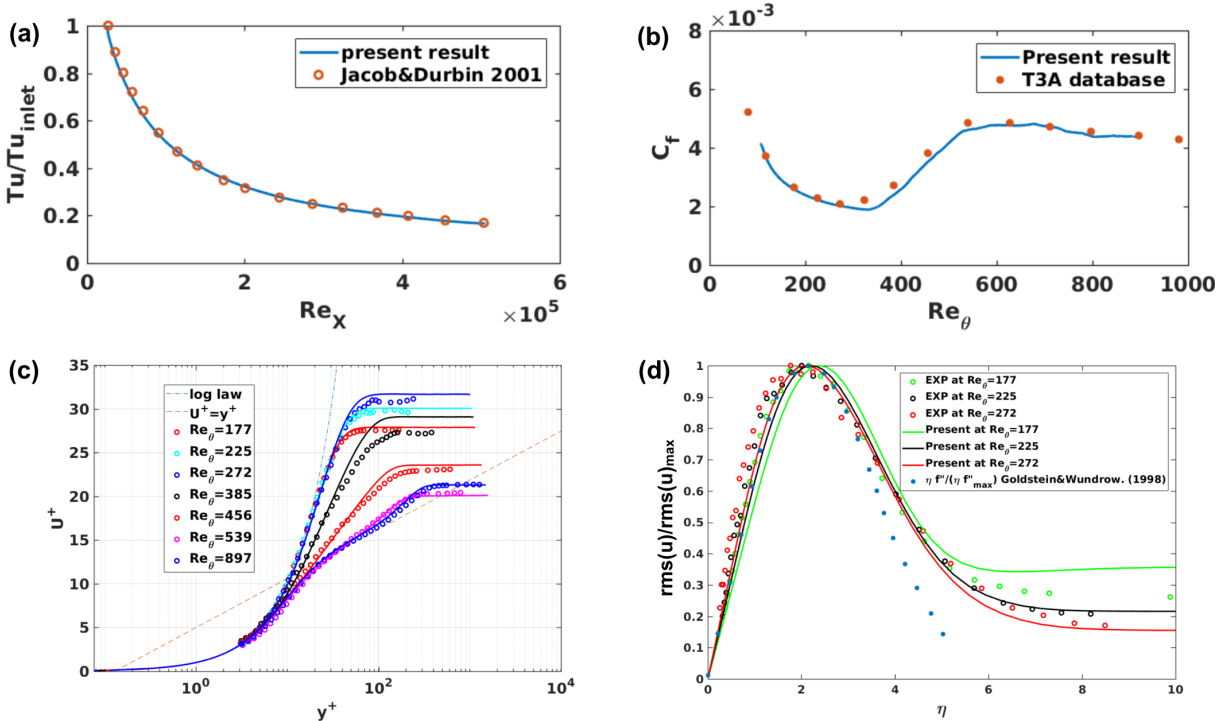 (a)
1
0.8
0.6
0.4
0.2
0
Tu/Tu_inlet
present result
Jacob&Durbin 2001
0 2 4 6
Re_X
×10^5
(b)
×10^-3
8
6
4
2
0
C_f
Present result
T3A database
0 200 400 600 800 1000
Re_θ
(c)
35
30
25
20
15
10
5
0
U^+
log law
U^+=y^+
Re_θ=177
Re_θ=225
Re_θ=272
Re_θ=385
Re_θ=456
Re_θ=539
Re_θ=897
10^0 10^2 10^4
y^+
(d)
1
0.9
0.8
0.7
0.6
0.5
0.4
0.3
0.2
0.1
0
rms(u)/rms(u)_max
EXP at Re_θ=177
EXP at Re_θ=225
EXP at Re_θ=272
Present at Re_θ=177
Present at Re_θ=225
Present at Re_θ=272
η f''/(η f''_max) Goldstein&Wundrow. (1998)
0 2 4 6 8 10
η